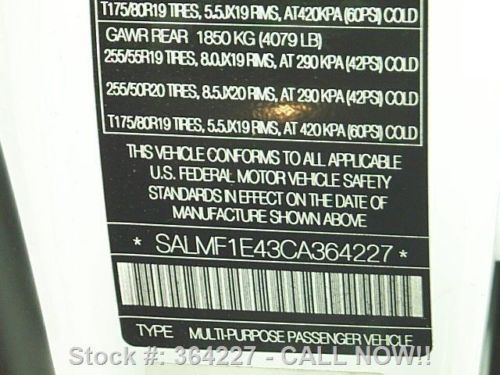 T175/80R19 TIRES, 5.5JX19 RIMS, AT420KPA (60PSI) COLD
GAWR REAR 1850 KG (4079 LB)
255/55R19 TIRES, 8.0JX19 RIMS, AT 290 KPA (42PSI) COLD
255/50R20 TIRES, 8.5JX20 RIMS, AT 290 KPA (42PSI) COLD
T175/80R19 TIRES, 5.5JX19 RIMS, AT 420 KPA (60PSI) COLD
THIS VEHICLE CONFORMS TO ALL APPLICABLE
U.S. FEDERAL MOTOR VEHICLE SAFETY
STANDARDS IN EFFECT ON THE DATE OF
MANUFACTURE SHOWN ABOVE
* SALMF1E43CA364227 *
TYPE MULTI-PURPOSE PASSENGER VEHICLE
Stock #: 364227 - CALL NOW!!